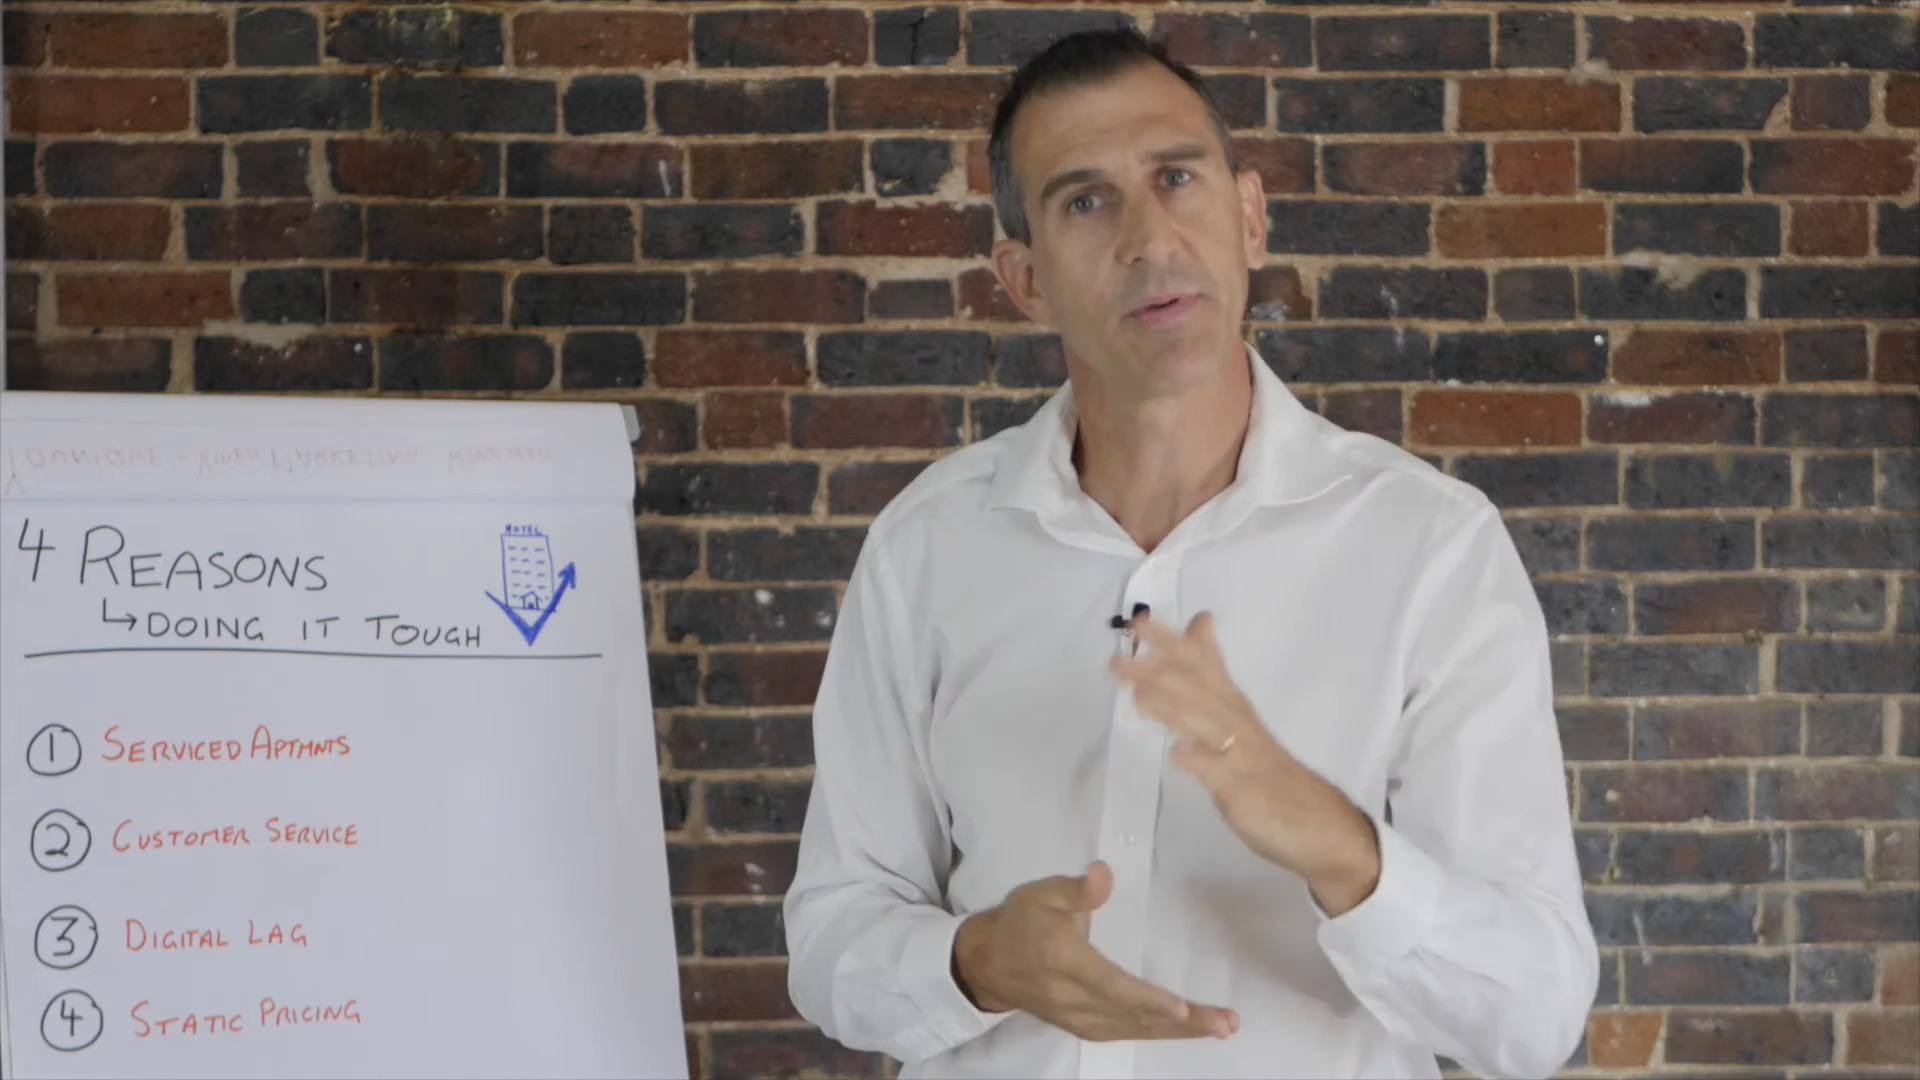 4 REASONS
↳ DOING IT TOUGH
HOTEL
1 SERVICED APTMNTS
2 CUSTOMER SERVICE
3 DIGITAL LAG
4 STATIC PRICING